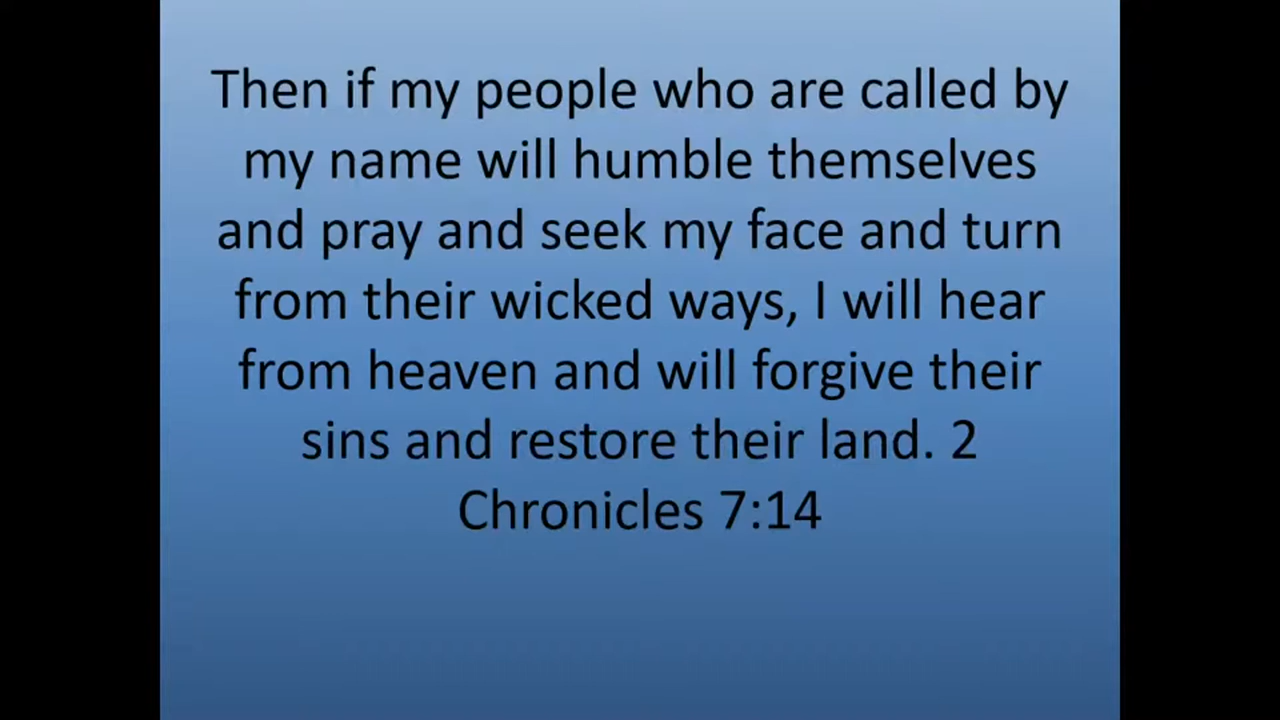 Then if my people who are called by
my name will humble themselves
and pray and seek my face and turn
from their wicked ways, I will hear
from heaven and will forgive their
sins and restore their land. 2
Chronicles 7:14